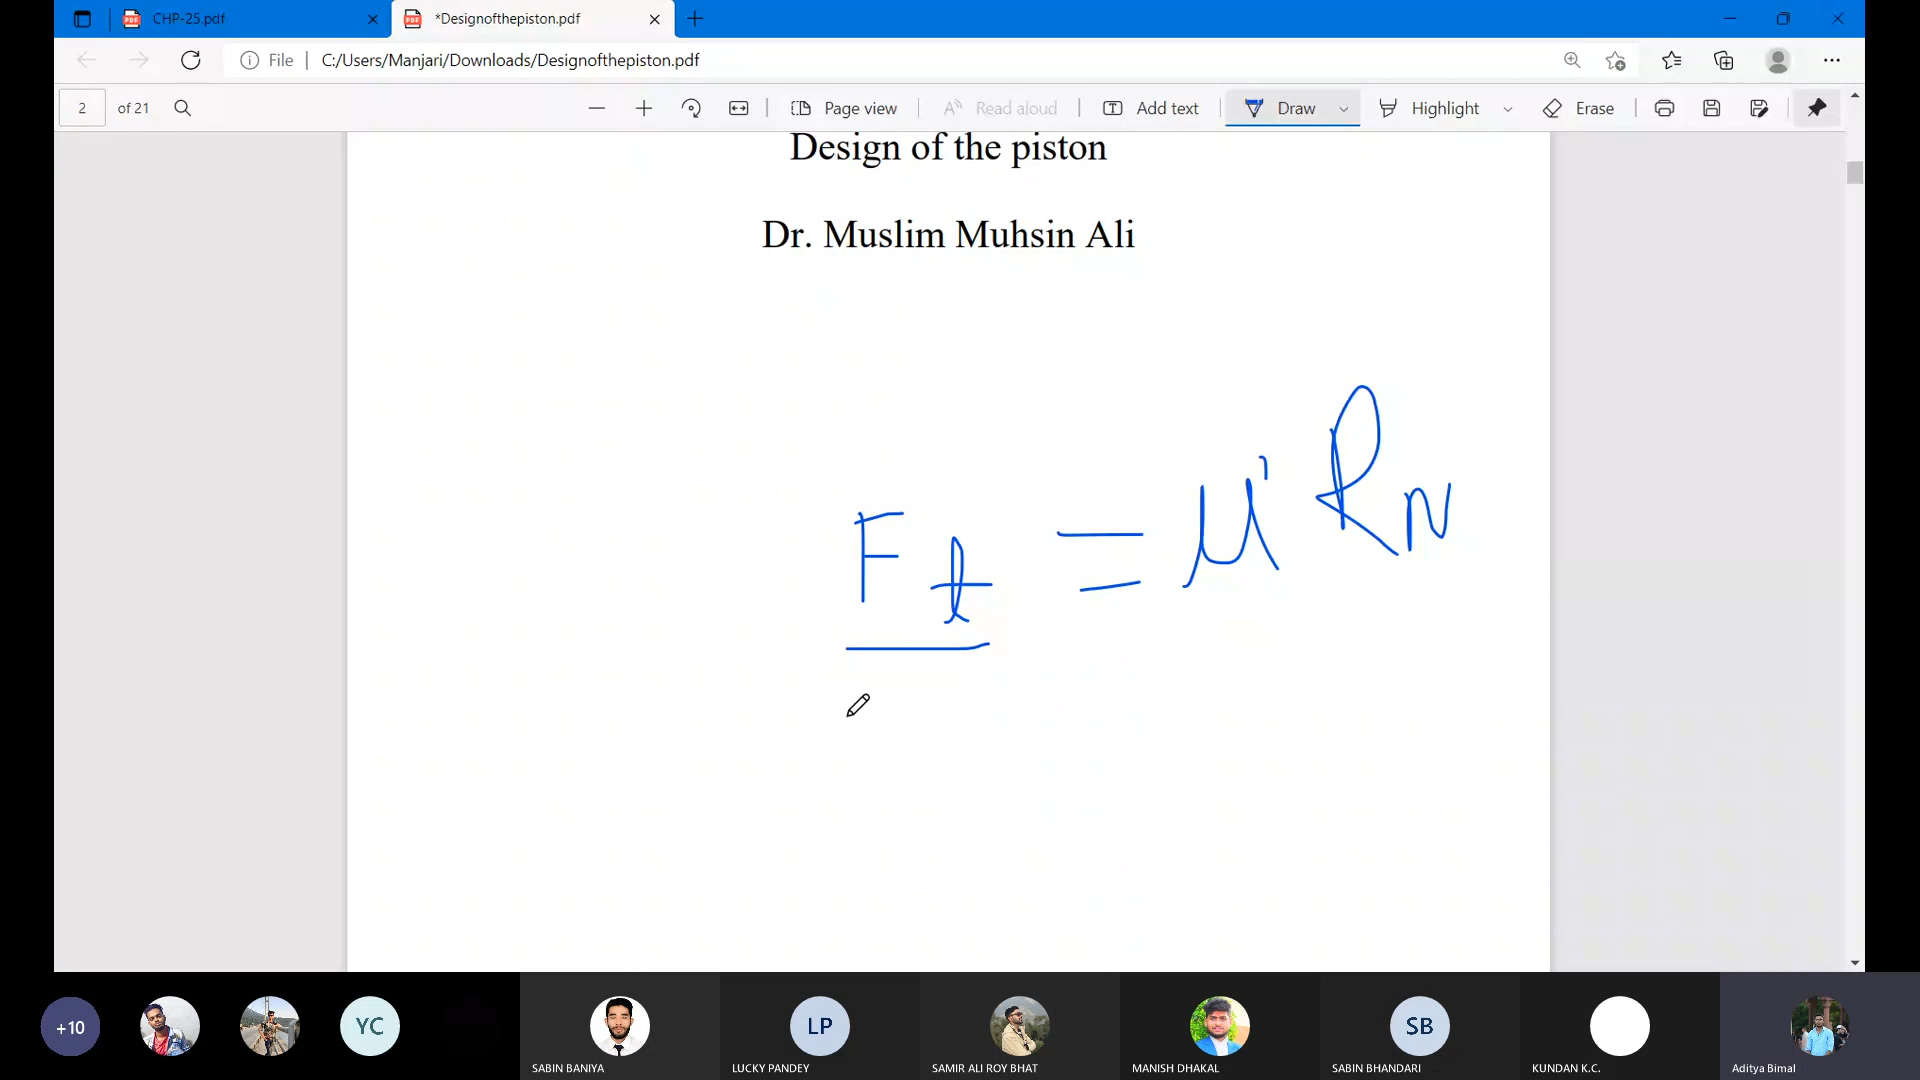 CHP-25.pdf
*Designofthepiston.pdf
File
C:/Users/Manjari/Downloads/Designofthepiston.pdf
2 of 21
Page view
Read aloud
Add text
Draw
Highlight
Erase
Design of the piston
Dr. Muslim Muhsin Ali
F t = μ' RN
+10
YC
LP
SB
SABIN BANIYA
LUCKY PANDEY
SAMIR ALI ROY BHAT
MANISH DHAKAL
SABIN BHANDARI
KUNDAN K.C.
Aditya Bimal